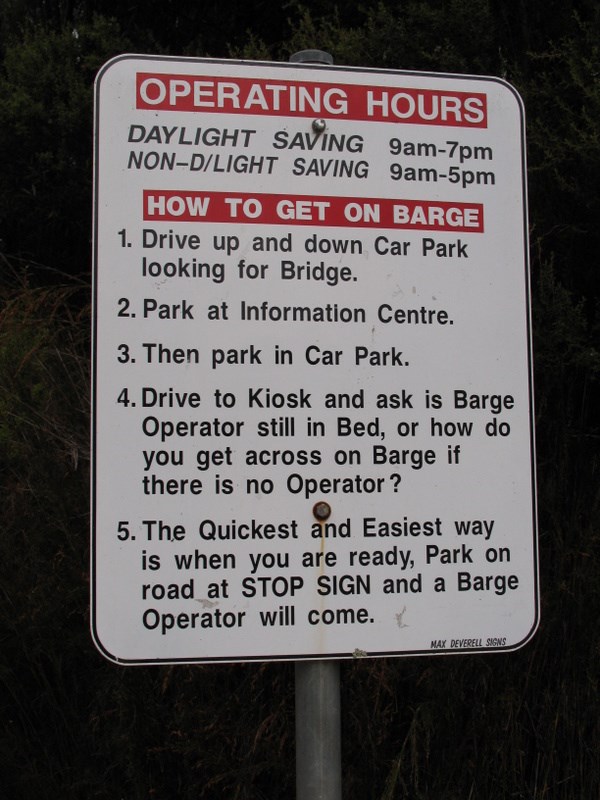 OPERATING HOURS
DAYLIGHT SAVING 9am-7pm
NON-D/LIGHT SAVING 9am-5pm
HOW TO GET ON BARGE
1. Drive up and down Car Park
looking for Bridge.
2. Park at Information Centre.
3. Then park in Car Park.
4. Drive to Kiosk and ask is Barge
Operator still in Bed, or how do
you get across on Barge if
there is no Operator?
5. The Quickest and Easiest way
is when you are ready, Park on
road at STOP SIGN and a Barge
Operator will come.
MAX DEVERELL SIGNS